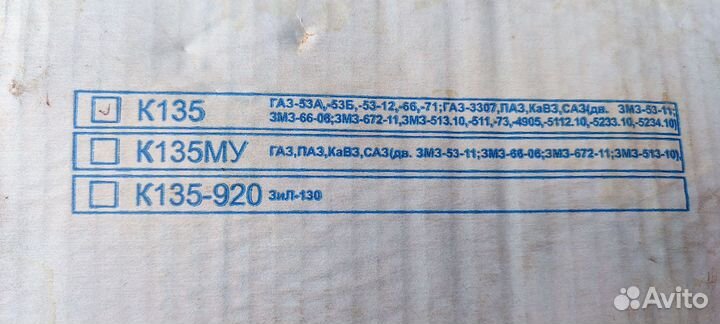 К135 ГАЗ-53А,-53Б,-53-12,-66,-71;ГАЗ-3307,ПАЗ,КаВЗ,САЗ(дв. ЗМЗ-53-11;
ЗМЗ-66-06;ЗМЗ-672-11,ЗМЗ-513.10,-511,-73,-4905,-5112.10,-5233.10,-5234.10)
К135МУ ГАЗ,ПАЗ,КаВЗ,САЗ(дв. ЗМЗ-53-11;ЗМЗ-66-06;ЗМЗ-672-11;ЗМЗ-513-10).
К135-920 ЗиЛ-130
Avito